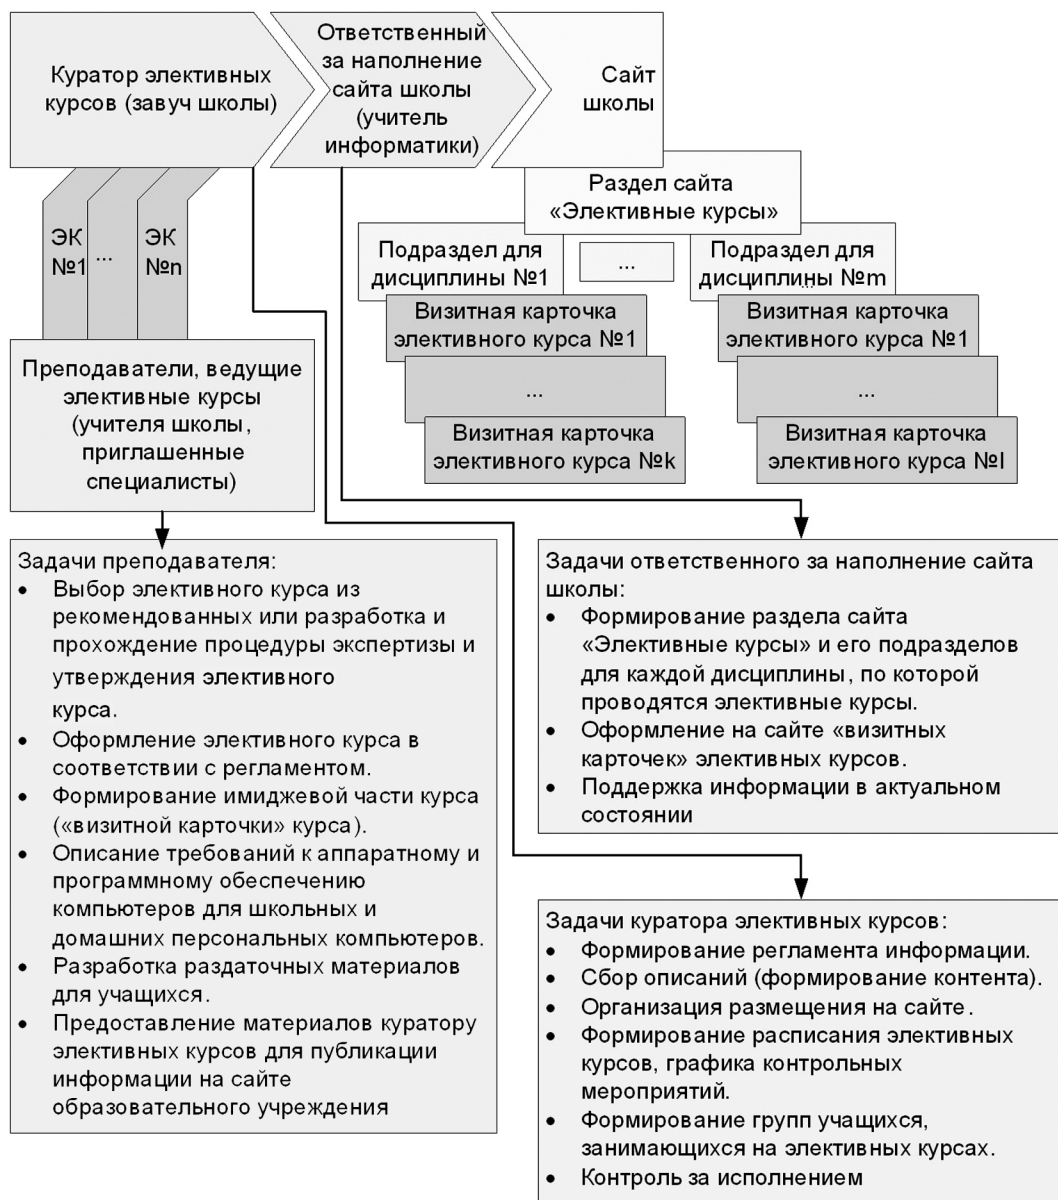 Куратор элективных
курсов (завуч школы)
Ответственный
за наполнение
сайта школы
(учитель
информатики)
Сайт
школы
Раздел сайта
«Элективные курсы»
ЭК
№1
...
ЭК
№n
Подраздел для
дисциплины №1
...
Подраздел для
дисциплины №m
...
Визитная карточка
элективного курса №1
...
Визитная карточка
элективного курса №k
Визитная карточка
элективного курса №1
...
Визитная карточка
элективного курса №l
Преподаватели, ведущие
элективные курсы
(учителя школы,
приглашенные
специалисты)
Задачи преподавателя:
• Выбор элективного курса из
рекомендованных или разработка и
прохождение процедуры экспертизы и
утверждения элективного
курса.
• Оформление элективного курса в
соответствии с регламентом.
• Формирование имиджевой части курса
(«визитной карточки» курса).
• Описание требований к аппаратному и
программному обеспечению
компьютеров для школьных и
домашних персональных компьютеров.
• Разработка раздаточных материалов
для учащихся.
• Предоставление материалов куратору
элективных курсов для публикации
информации на сайте
образовательного учреждения
Задачи ответственного за наполнение сайта
школы:
• Формирование раздела сайта
«Элективные курсы» и его подразделов
для каждой дисциплины, по которой
проводятся элективные курсы.
• Оформление на сайте «визитных
карточек» элективных курсов.
• Поддержка информации в актуальном
состоянии
Задачи куратора элективных курсов:
• Формирование регламента информации.
• Сбор описаний (формирование контента).
• Организация размещения на сайте.
• Формирование расписания элективных
курсов, графика контрольных
мероприятий.
• Формирование групп учащихся,
занимающихся на элективных курсах.
• Контроль за исполнением